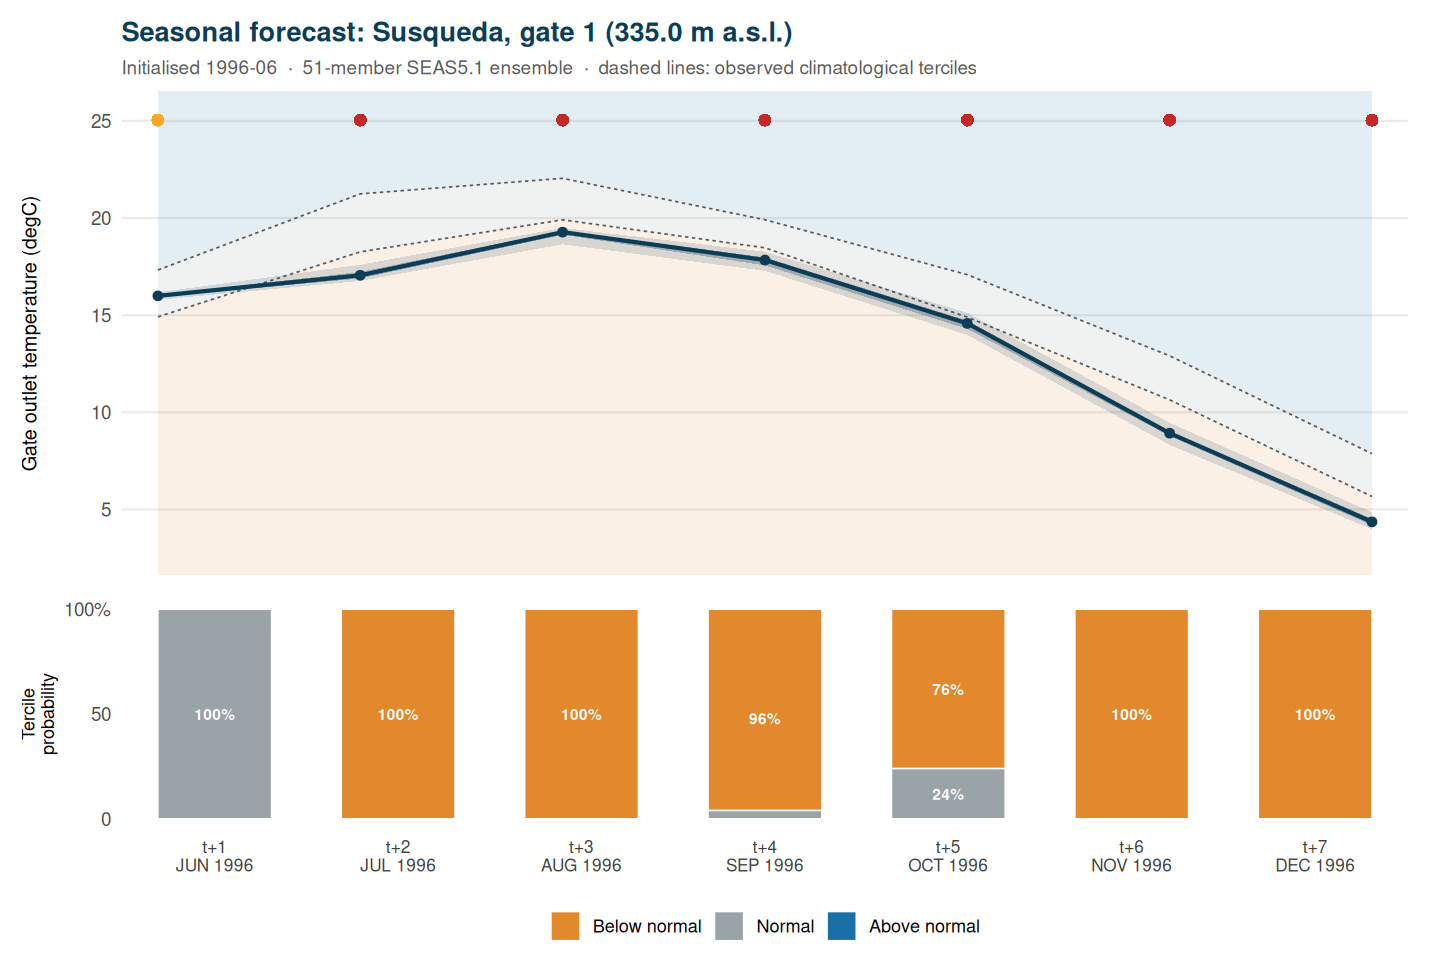 Seasonal forecast: Susqueda, gate 1 (335.0 m a.s.l.)
Initialised 1996-06 · 51-member SEAS5.1 ensemble · dashed lines: observed climatological terciles
Gate outlet temperature (degC)
25
20
15
10
5
Tercile
probability
100%
50
0
100%
100%
100%
96%
76%
24%
100%
100%
t+1
JUN 1996
t+2
JUL 1996
t+3
AUG 1996
t+4
SEP 1996
t+5
OCT 1996
t+6
NOV 1996
t+7
DEC 1996
Below normal
Normal
Above normal